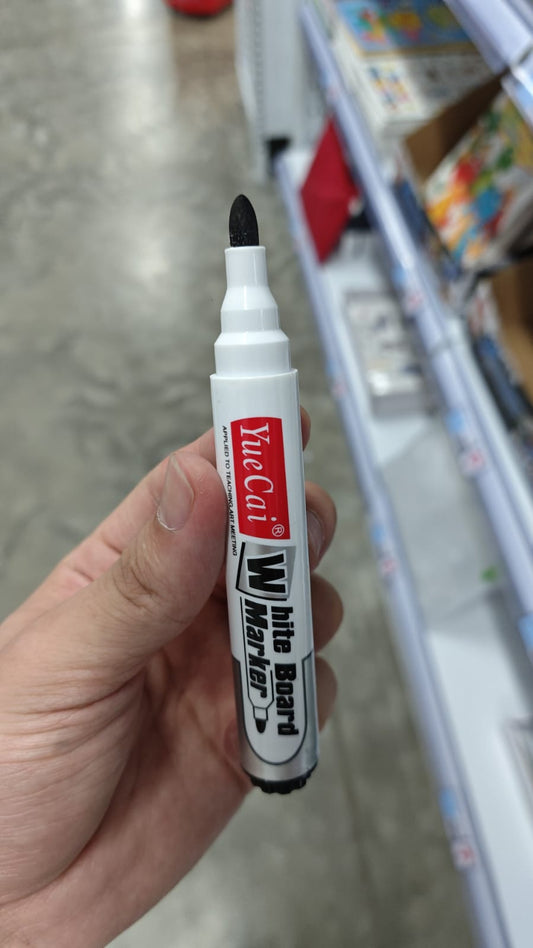 YueCai®
APPLIED TO TEACHING ART MEETING
White Board
Marker